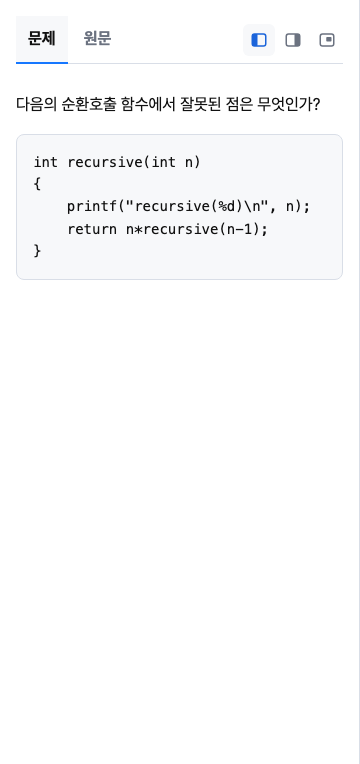 문제 원문
다음의 순환호출 함수에서 잘못된 점은 무엇인가?
int recursive(int n)
{
    printf("recursive(%d)\n", n);
    return n*recursive(n-1);
}